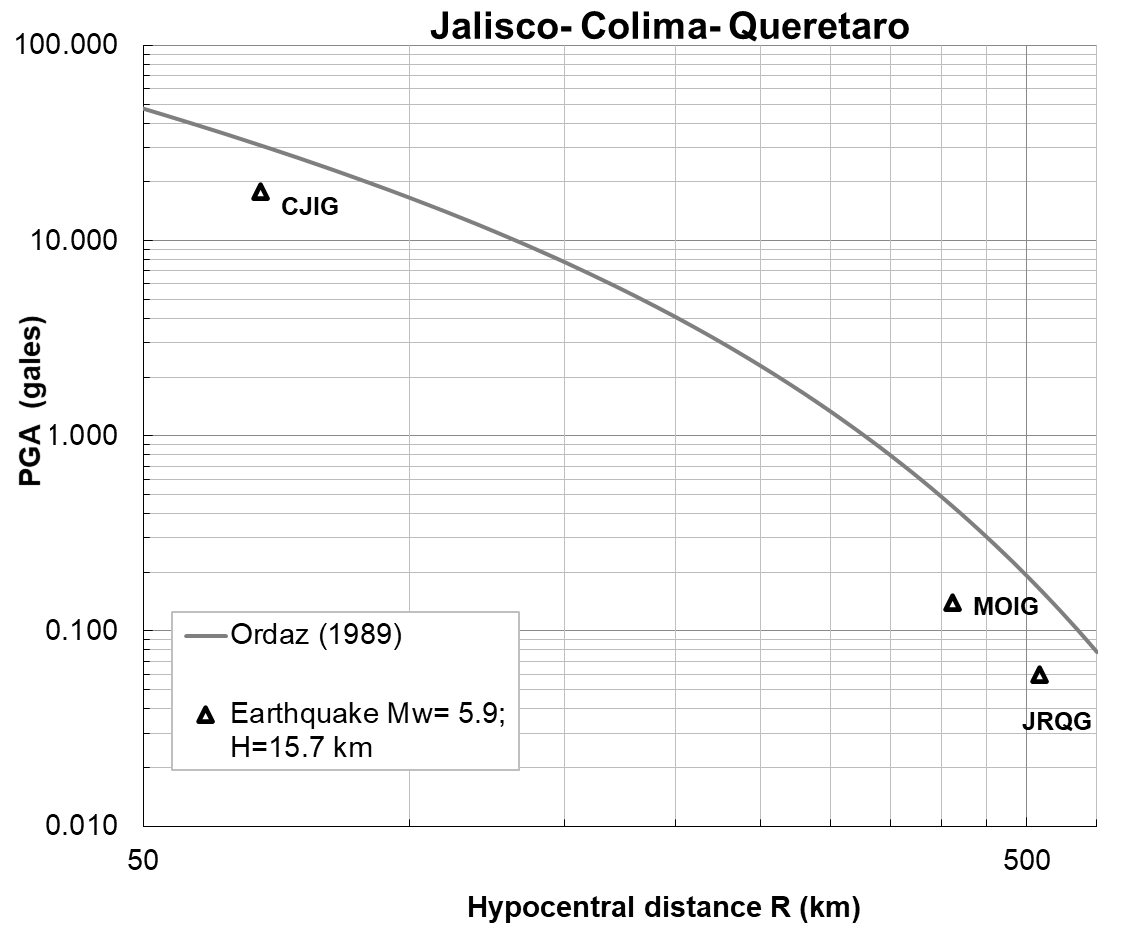 Jalisco- Colima- Queretaro
100.000
10.000
1.000
0.100
0.010
PGA (gales)
CJIG
MOIG
JRQG
Ordaz (1989)
Earthquake Mw= 5.9;
H=15.7 km
50
500
Hypocentral distance R (km)